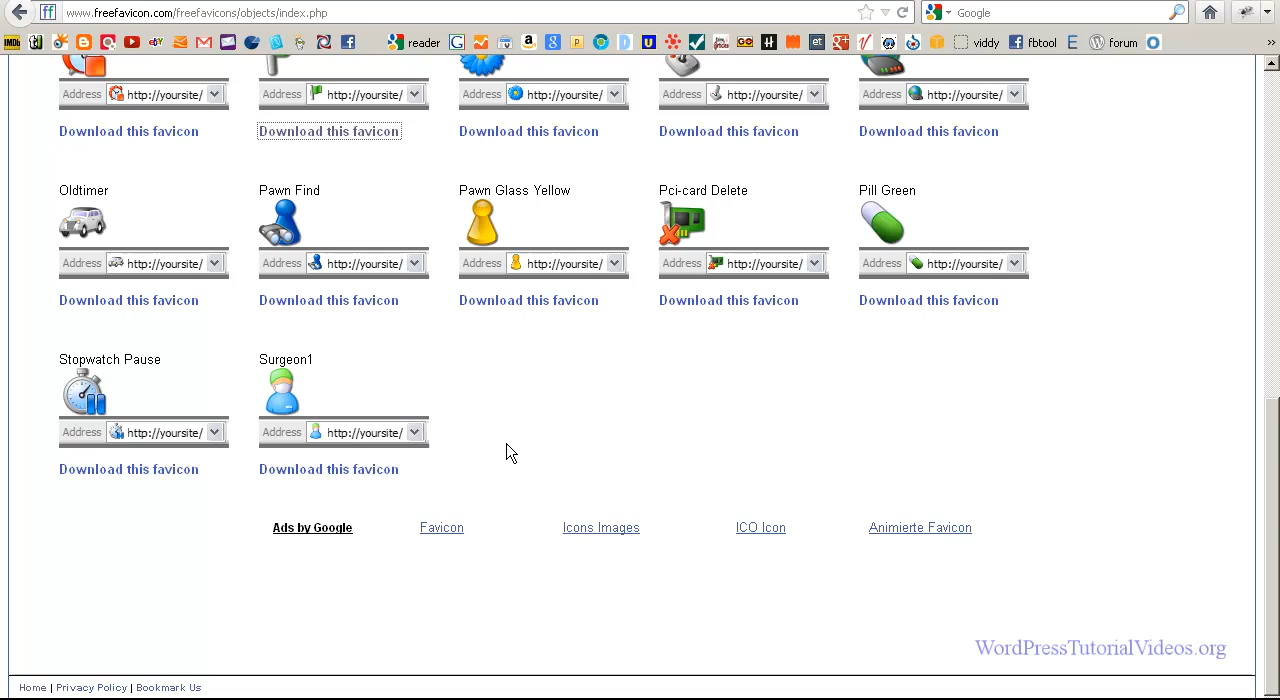 www.freefavicon.com/freefavicons/objects/index.php
Google
reader
viddy
fbtool
forum
Address http://yoursite/
Address http://yoursite/
Address http://yoursite/
Address http://yoursite/
Address http://yoursite/
Download this favicon
Download this favicon
Download this favicon
Download this favicon
Download this favicon
Oldtimer
Pawn Find
Pawn Glass Yellow
Pci-card Delete
Pill Green
Address http://yoursite/
Address http://yoursite/
Address http://yoursite/
Address http://yoursite/
Address http://yoursite/
Download this favicon
Download this favicon
Download this favicon
Download this favicon
Download this favicon
Stopwatch Pause
Surgeon1
Address http://yoursite/
Address http://yoursite/
Download this favicon
Download this favicon
Ads by Google
Favicon
Icons Images
ICO Icon
Animierte Favicon
WordPressTutorialVideos.org
Home | Privacy Policy | Bookmark Us